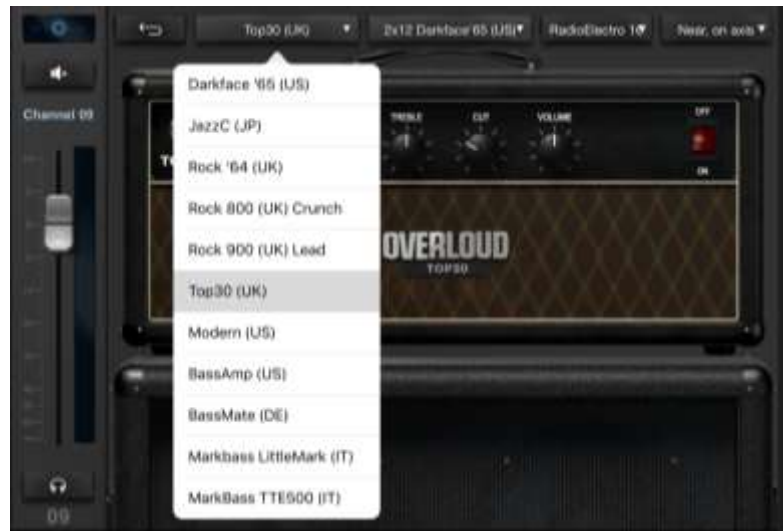 Top30 (UK)
2x12 Darkface'65 (US)
RadioElectro 16
Near, on axis
Channel 09
Darkface '65 (US)
JazzC (JP)
Rock '64 (UK)
Rock 800 (UK) Crunch
Rock 900 (UK) Lead
Top30 (UK)
Modern (US)
BassAmp (US)
BassMate (DE)
Markbass LittleMark (IT)
MarkBass TTE500 (IT)
TREBLE
CUT
VOLUME
OFF
ON
OVERLOUD
TOP30
09